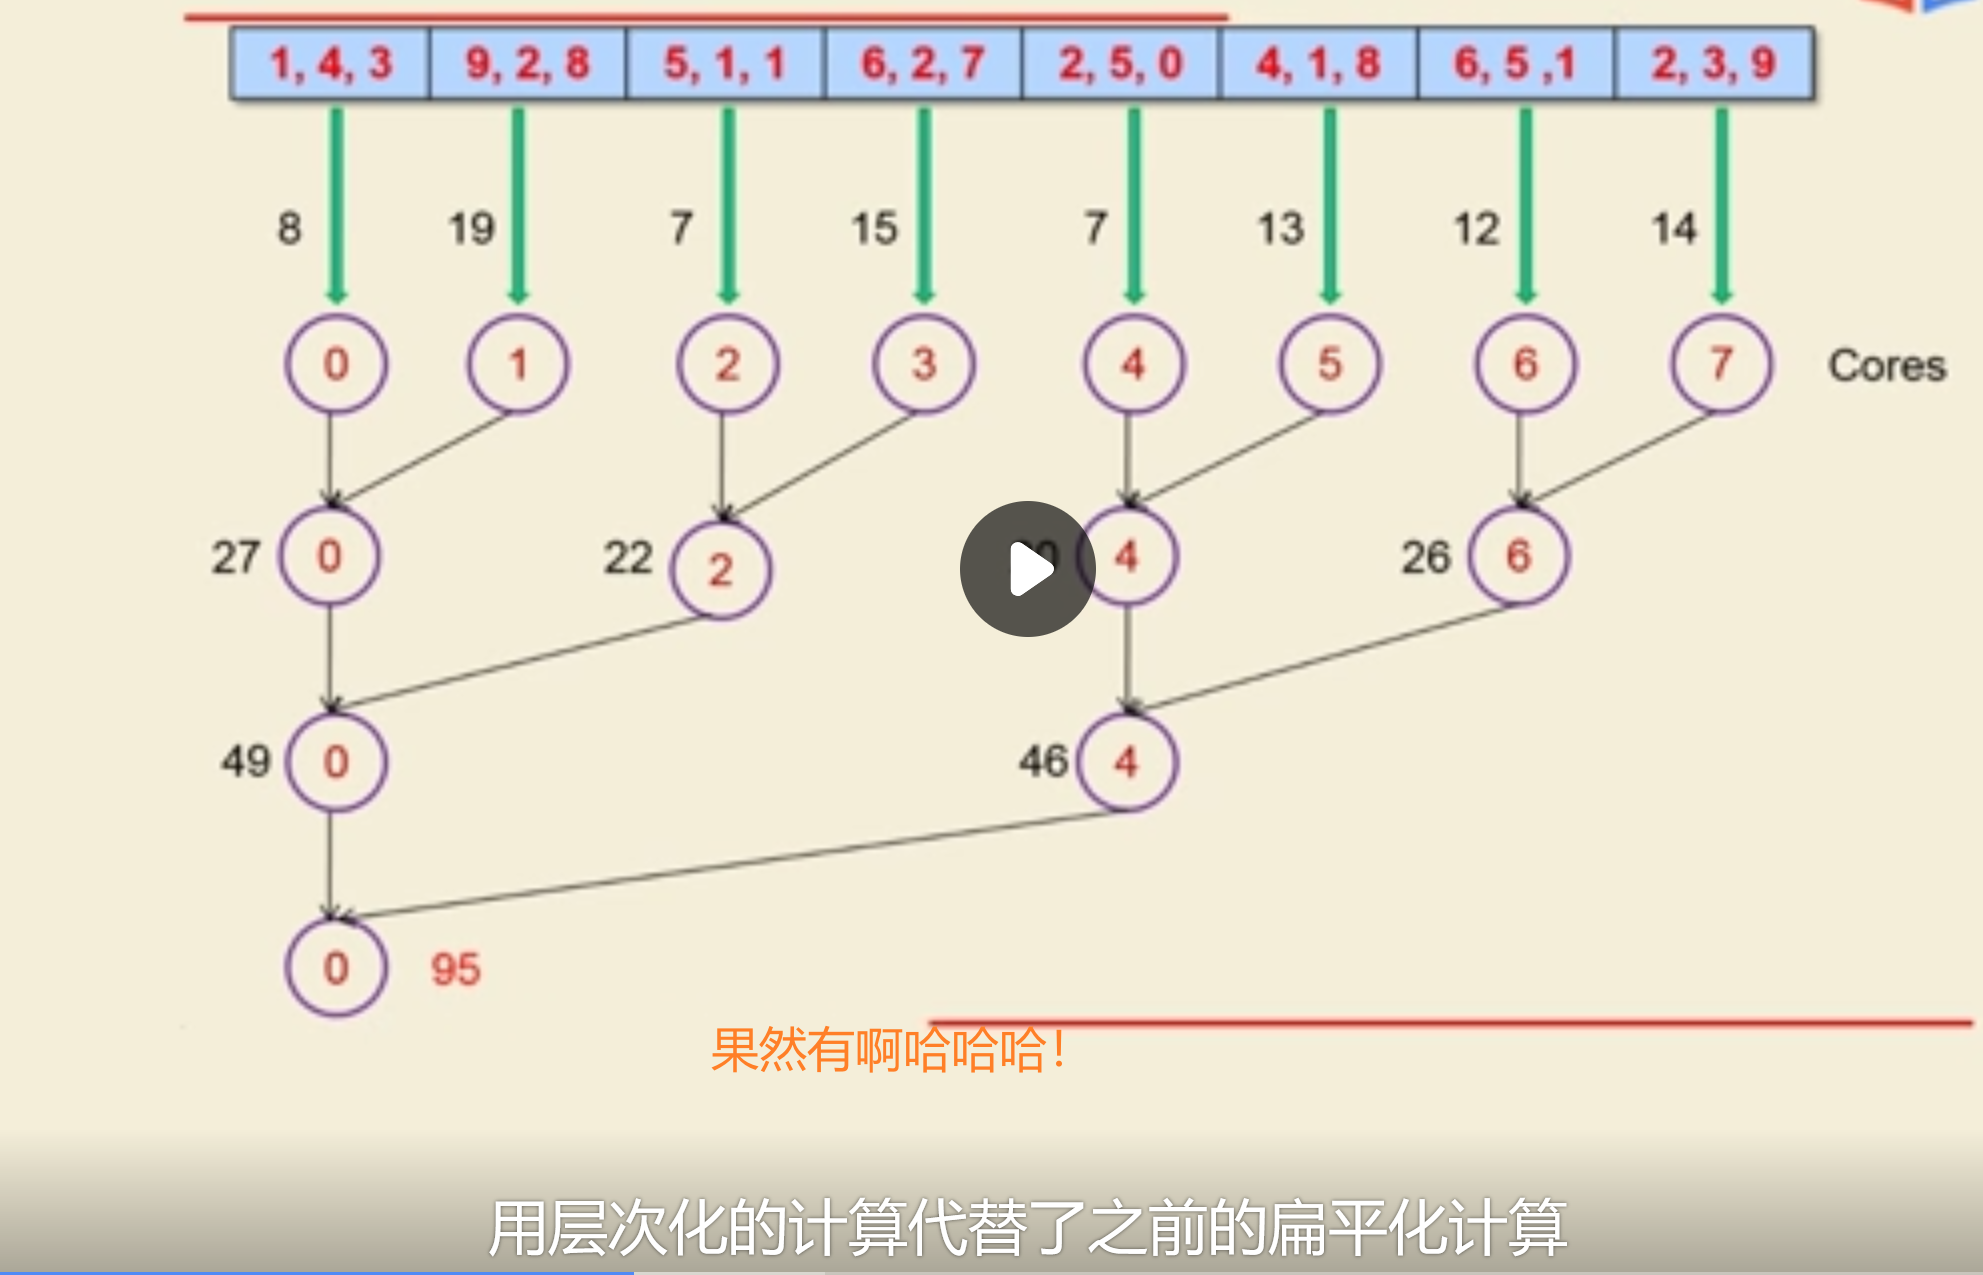 1, 4, 3 9, 2, 8 5, 1, 1 6, 2, 7 2, 5, 0 4, 1, 8 6, 5 ,1 2, 3, 9
8 19 7 15 7 13 12 14
0 1 2 3 4 5 6 7 Cores
27 0 22 2 4 26 6
49 0 46 4
0 95
果然有啊哈哈哈！
用层次化的计算代替了之前的扁平化计算